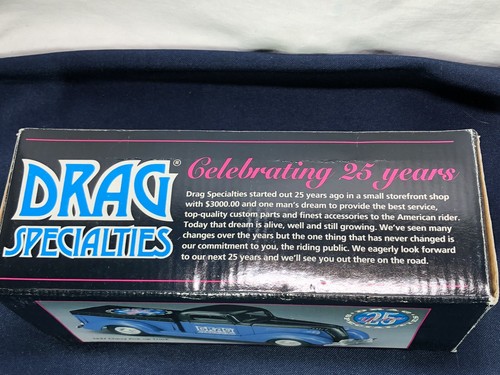 DRAG®
SPECIALTIES
Celebrating 25 years
Drag Specialties started out 25 years ago in a small storefront shop
with $3000.00 and one man's dream to provide the best service,
top-quality custom parts and finest accessories to the American rider.
Today that dream is alive, well and still growing. We've seen many
changes over the years but the one thing that has never changed is
our commitment to you, the riding public. We eagerly look forward
to our next 25 years and we'll see you out there on the road.
DRAG
25